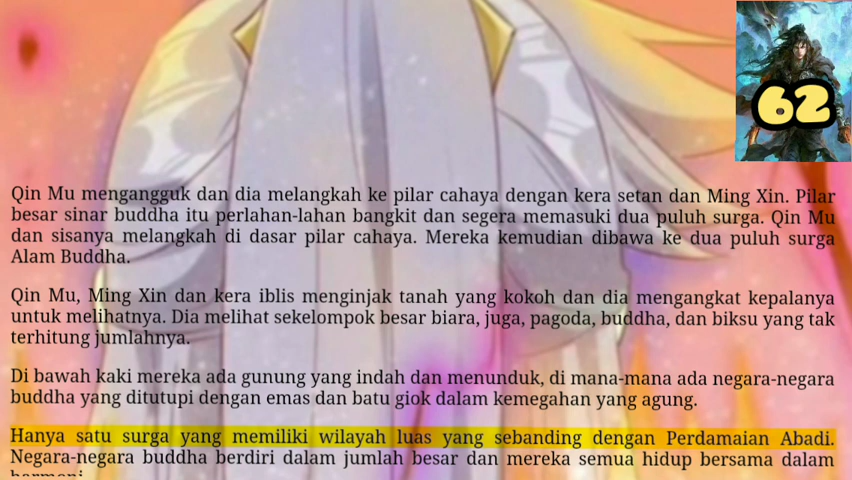 62
Qin Mu mengangguk dan dia melangkah ke pilar cahaya dengan kera setan dan Ming Xin. Pilar
besar sinar buddha itu perlahan-lahan bangkit dan segera memasuki dua puluh surga. Qin Mu
dan sisanya melangkah di dasar pilar cahaya. Mereka kemudian dibawa ke dua puluh surga
Alam Buddha.
Qin Mu, Ming Xin dan kera iblis menginjak tanah yang kokoh dan dia mengangkat kepalanya
untuk melihatnya. Dia melihat sekelompok besar biara, juga, pagoda, buddha, dan biksu yang tak
terhitung jumlahnya.
Di bawah kaki mereka ada gunung yang indah dan menunduk, di mana-mana ada negara-negara
buddha yang ditutupi dengan emas dan batu giok dalam kemegahan yang agung.
Hanya satu surga yang memiliki wilayah luas yang sebanding dengan Perdamaian Abadi.
Negara-negara buddha berdiri dalam jumlah besar dan mereka semua hidup bersama dalam